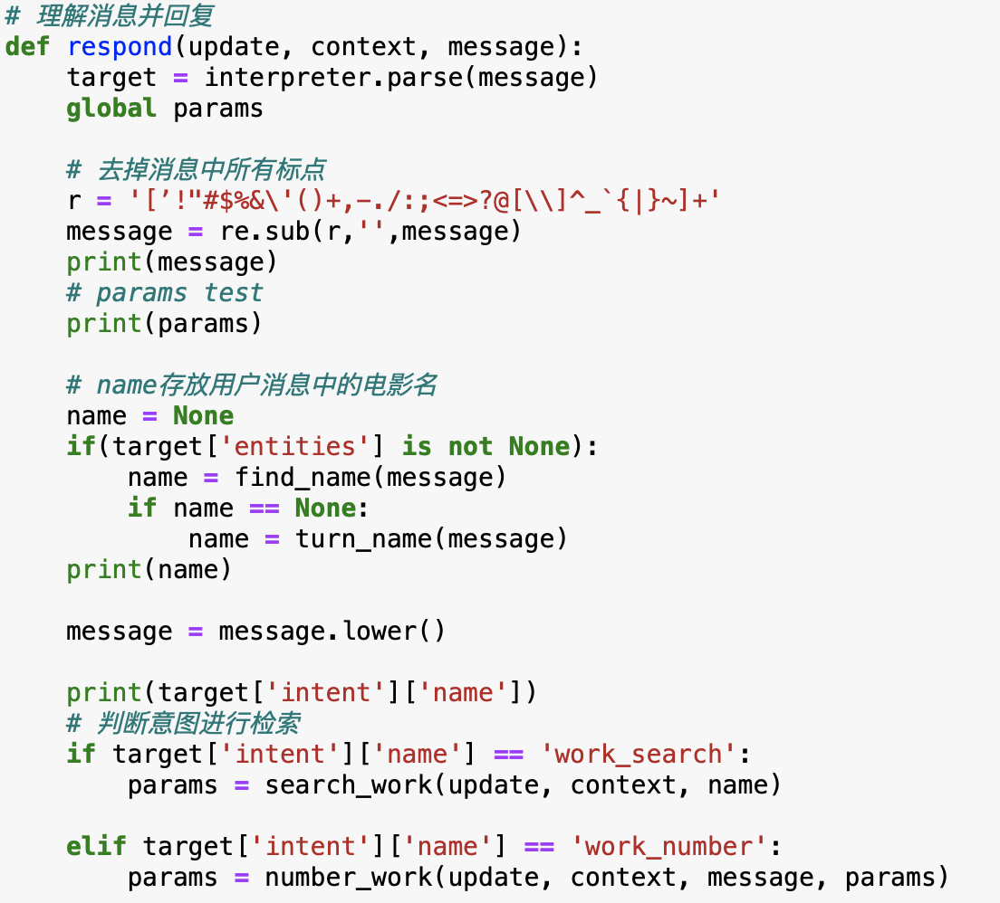 # 理解消息并回复
def respond(update, context, message):
    target = interpreter.parse(message)
    global params

    # 去掉消息中所有标点
    r = '[’!"#$%&\'()+,-./:;<=>?@[\\]^_`{|}~]+'
    message = re.sub(r,'',message)
    print(message)
    # params test
    print(params)

    # name存放用户消息中的电影名
    name = None
    if(target['entities'] is not None):
        name = find_name(message)
        if name == None:
            name = turn_name(message)
    print(name)

    message = message.lower()

    print(target['intent']['name'])
    # 判断意图进行检索
    if target['intent']['name'] == 'work_search':
        params = search_work(update, context, name)

    elif target['intent']['name'] == 'work_number':
        params = number_work(update, context, message, params)